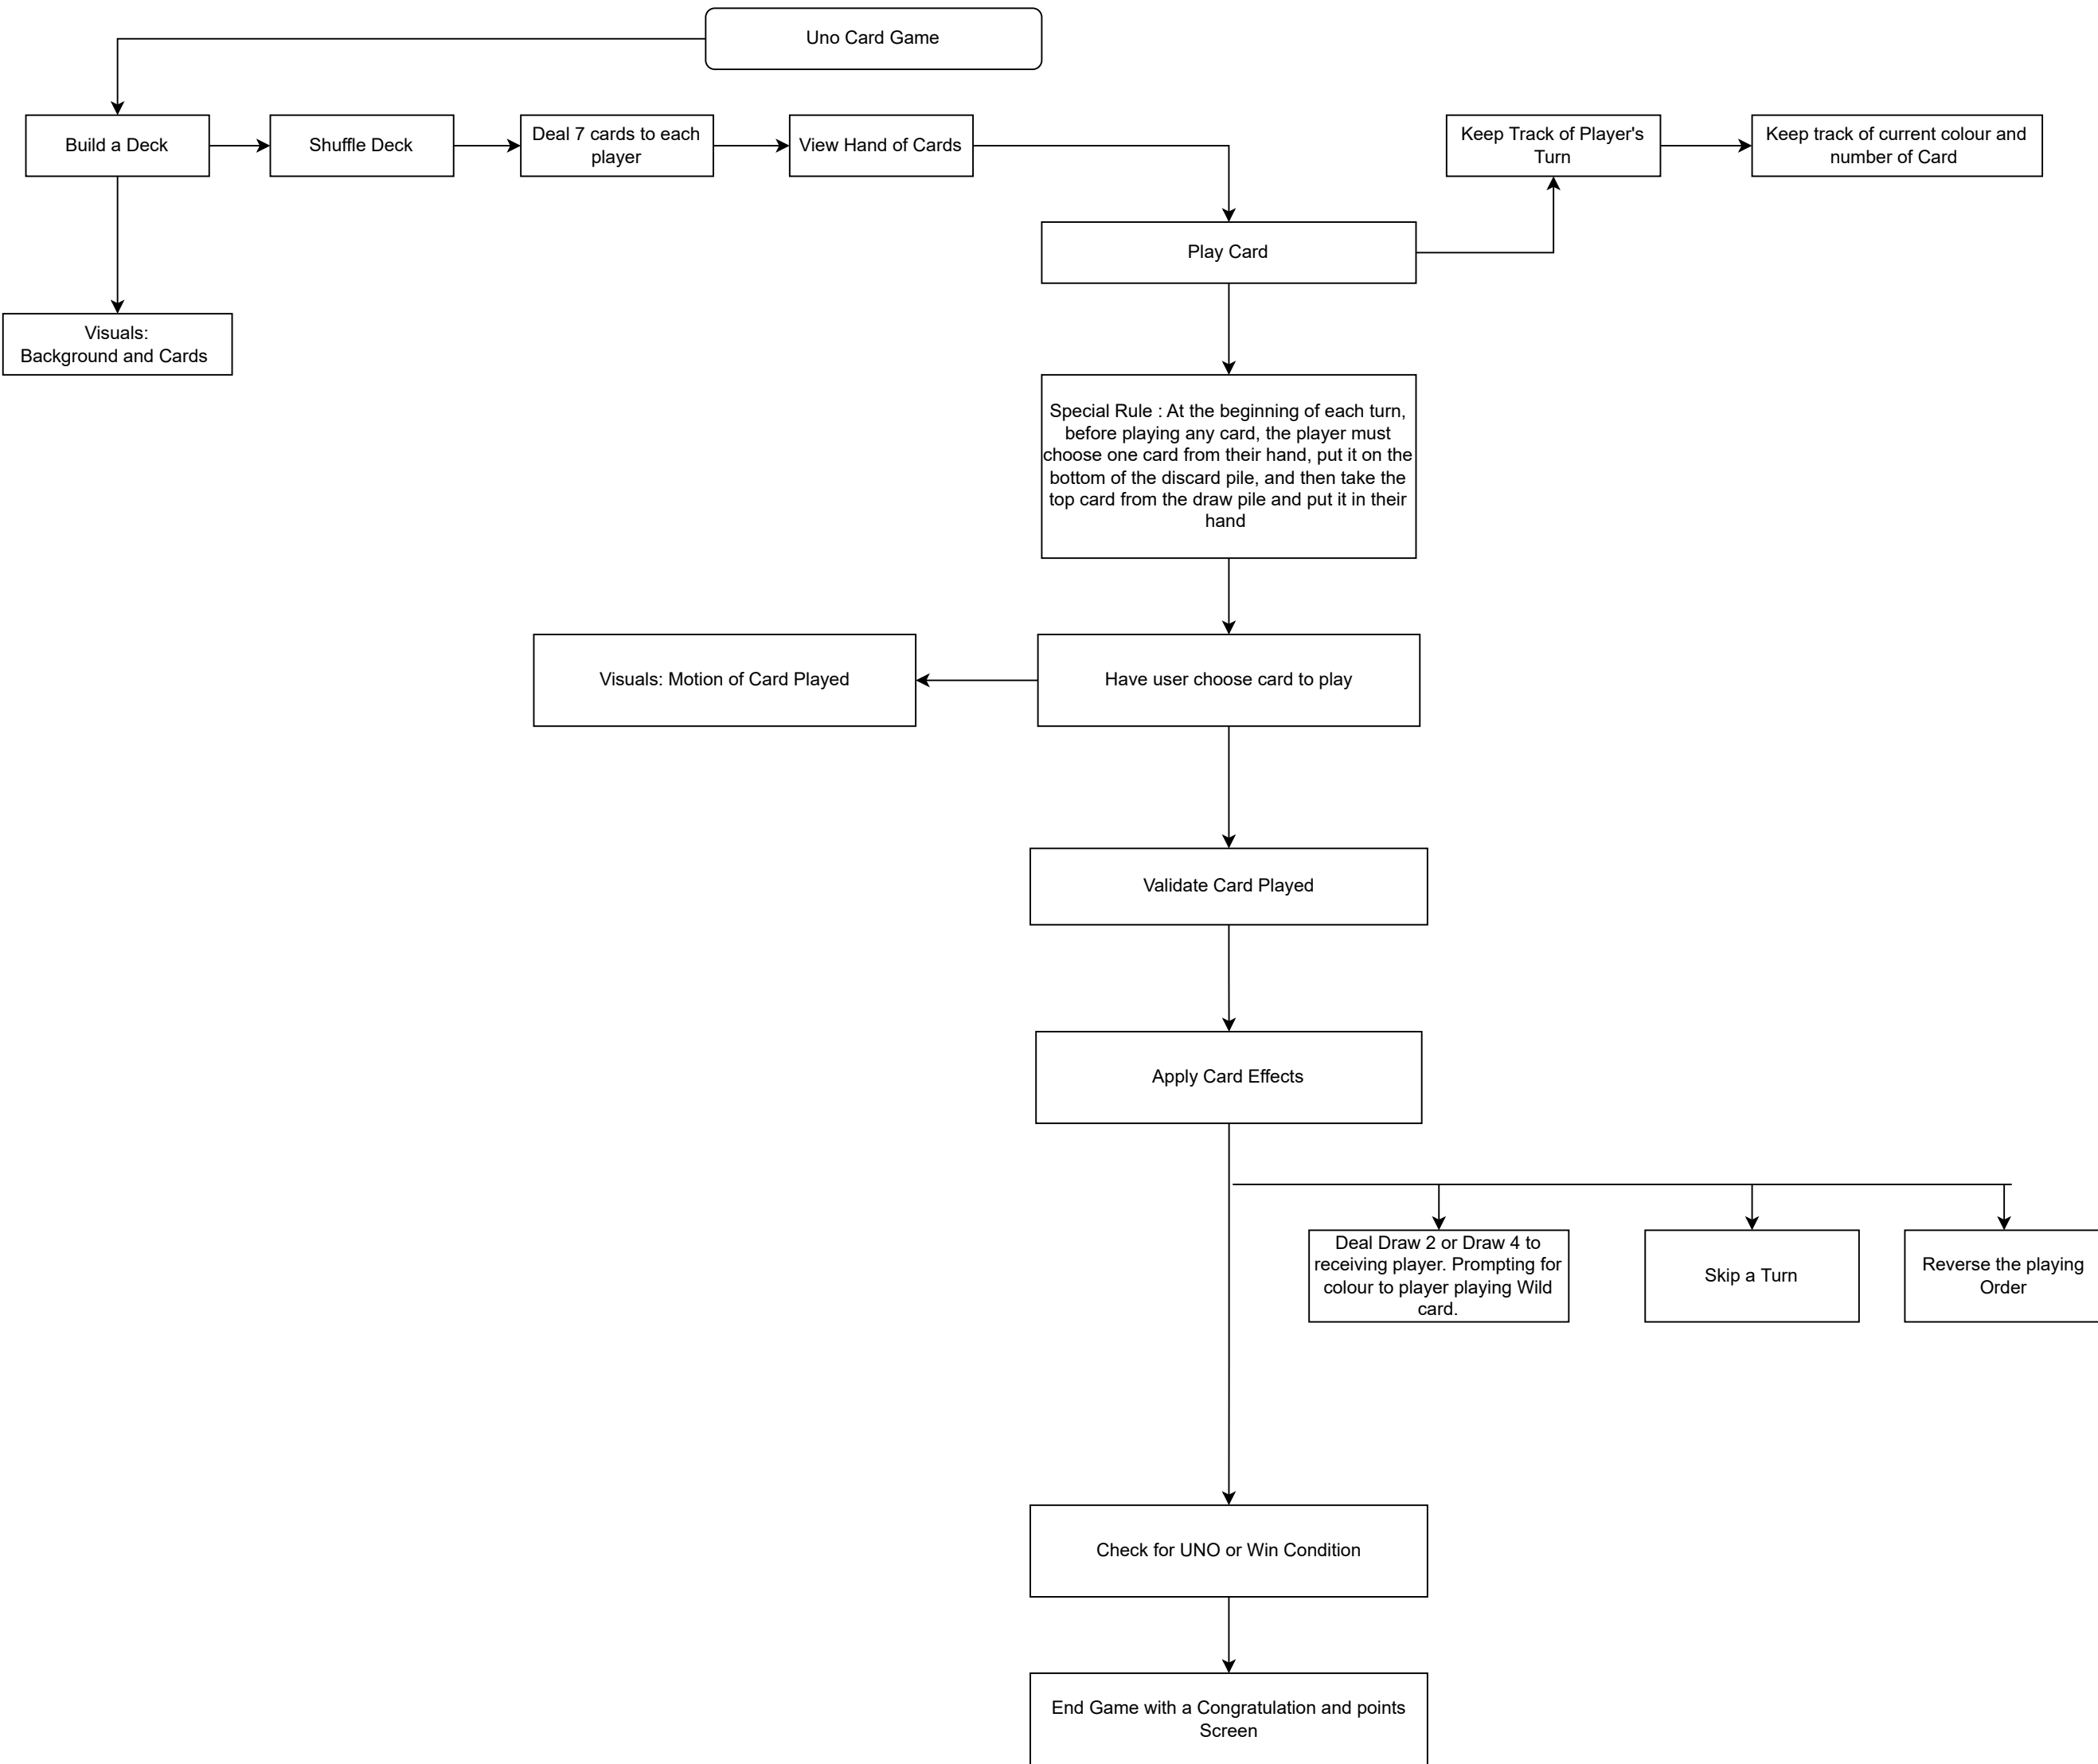 Uno Card Game
Build a Deck
Shuffle Deck
Deal 7 cards to each
player
View Hand of Cards
Keep Track of Player's
Turn
Keep track of current colour and
number of Card
Play Card
Visuals:
Background and Cards
Special Rule : At the beginning of each turn,
before playing any card, the player must
choose one card from their hand, put it on the
bottom of the discard pile, and then take the
top card from the draw pile and put it in their
hand
Visuals: Motion of Card Played
Have user choose card to play
Validate Card Played
Apply Card Effects
Deal Draw 2 or Draw 4 to
receiving player. Prompting for
colour to player playing Wild
card.
Skip a Turn
Reverse the playing
Order
Check for UNO or Win Condition
End Game with a Congratulation and points
Screen